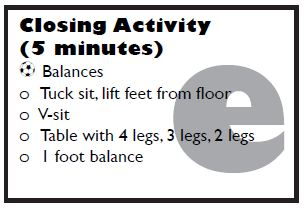 Closing Activity
(5 minutes)
⚽ Balances
o Tuck sit, lift feet from floor
o V-sit
o Table with 4 legs, 3 legs, 2 legs
o 1 foot balance
e